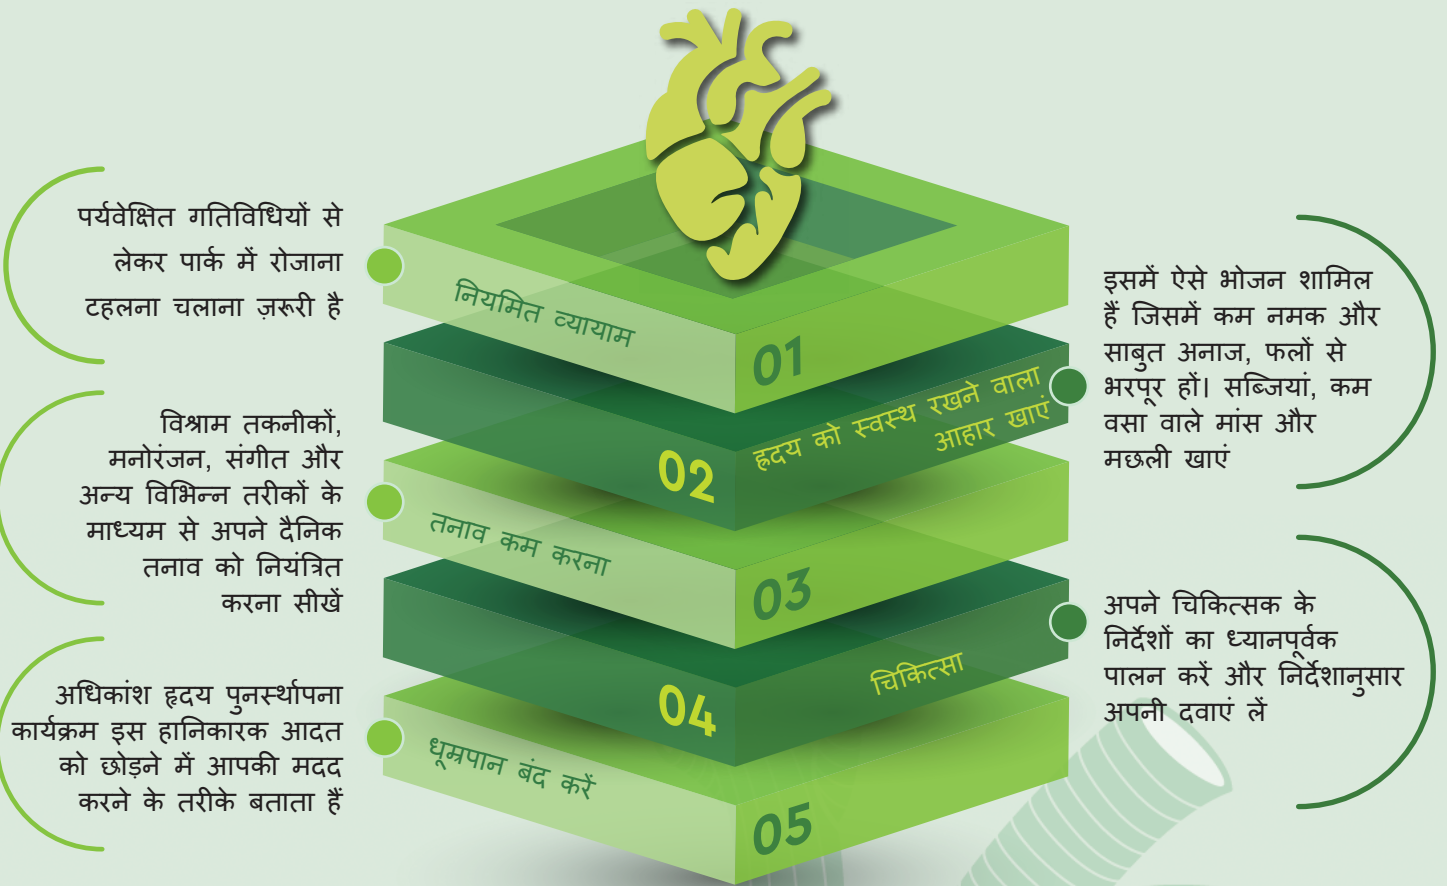 पर्यवेक्षित गतिविधियों से
लेकर पार्क में रोजाना
टहलना चलाना ज़रूरी है
नियमित व्यायाम
01
इसमें ऐसे भोजन शामिल
हैं जिसमें कम नमक और
साबुत अनाज, फलों से
भरपूर हों। सब्जियां, कम
वसा वाले मांस और
मछली खाएं
02
ह्रदय को स्वस्थ रखने वाला
आहार खाएं
विश्राम तकनीकों,
मनोरंजन, संगीत और
अन्य विभिन्न तरीकों के
माध्यम से अपने दैनिक
तनाव को नियंत्रित
करना सीखें
तनाव कम करना
03
अपने चिकित्सक के
निर्देशों का ध्यानपूर्वक
पालन करें और निर्देशानुसार
अपनी दवाएं लें
04
चिकित्सा
अधिकांश हृदय पुनर्स्थापना
कार्यक्रम इस हानिकारक आदत
को छोड़ने में आपकी मदद
करने के तरीके बताता हैं
धूम्रपान बंद करें
05